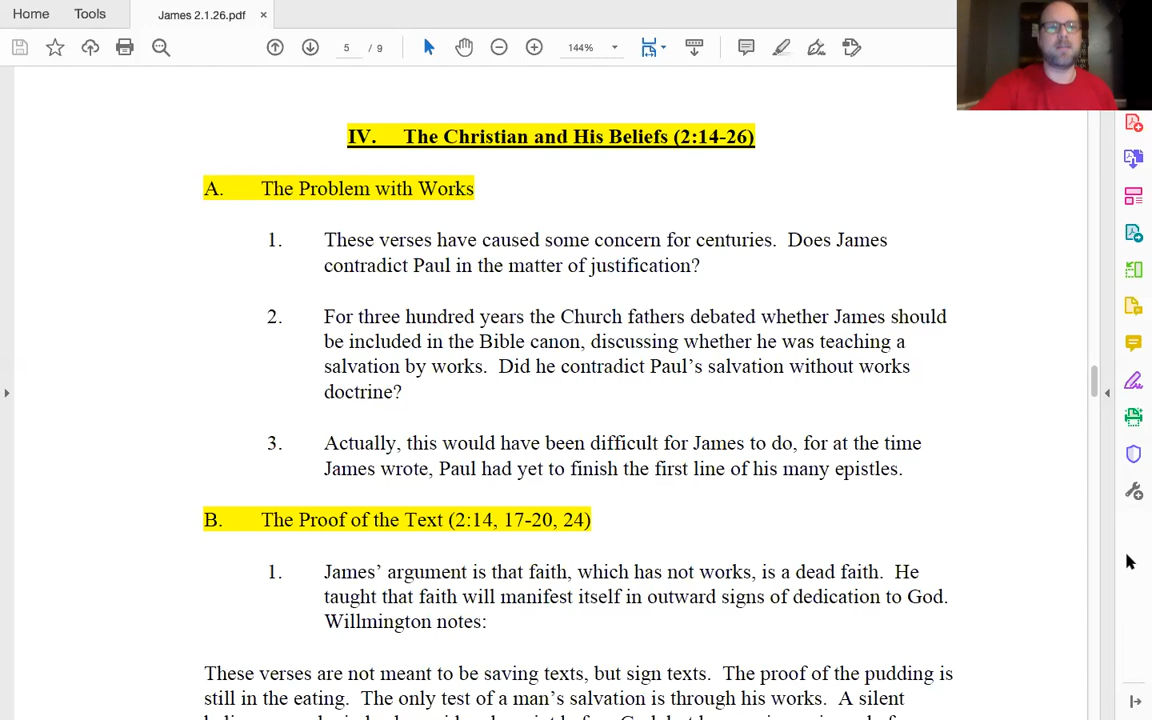 Home
Tools
James 2.1.26.pdf
×
5 / 9
144%
IV. The Christian and His Beliefs (2:14-26)
A. The Problem with Works
1. These verses have caused some concern for centuries. Does James
contradict Paul in the matter of justification?
2. For three hundred years the Church fathers debated whether James should
be included in the Bible canon, discussing whether he was teaching a
salvation by works. Did he contradict Paul’s salvation without works
doctrine?
3. Actually, this would have been difficult for James to do, for at the time
James wrote, Paul had yet to finish the first line of his many epistles.
B. The Proof of the Text (2:14, 17-20, 24)
1. James’ argument is that faith, which has not works, is a dead faith. He
taught that faith will manifest itself in outward signs of dedication to God.
Willmington notes:
These verses are not meant to be saving texts, but sign texts. The proof of the pudding is
still in the eating. The only test of a man’s salvation is through his works. A silent